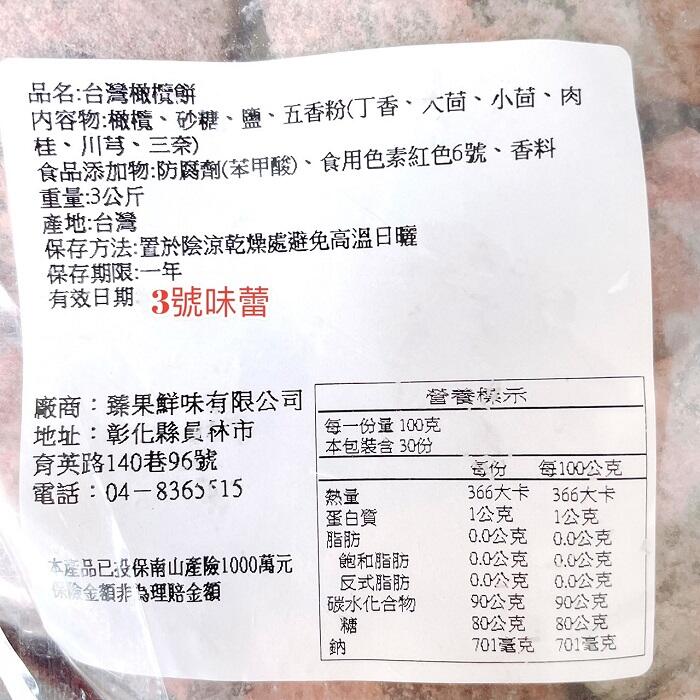 品名:台灣橄欖餅
內容物:橄欖、砂糖、鹽、五香粉(丁香、大茴、小茴、肉
桂、川芎、三奈)
食品添加物:防腐劑(苯甲酸)、食用色素紅色6號、香料
重量:3公斤
產地:台灣
保存方法:置於陰涼乾燥處避免高溫日曬
保存期限:一年
有效日期
3號味蕾
廠商：臻果鮮味有限公司
地址：彰化縣員林市
育英路140巷96號
電話：04－8365515
本產品已投保南山產險1000萬元
保險金額非為理賠金額
營養標示
每一份量 100克
本包裝含 30份
每份 每100公克
熱量 366大卡 366大卡
蛋白質 1公克 1公克
脂肪 0.0公克 0.0公克
飽和脂肪 0.0公克 0.0公克
反式脂肪 0.0公克 0.0公克
碳水化合物 90公克 90公克
糖 80公克 80公克
鈉 701毫克 701毫克